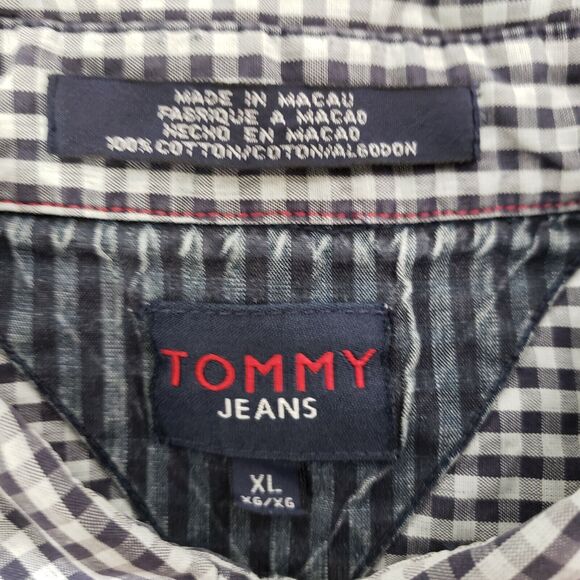 MADE IN MACAU
FABRIQUE A MACAO
HECHO EN MACAO
100% COTTON/COTON/ALGODON
TOMMY
JEANS
XL
XG/XG